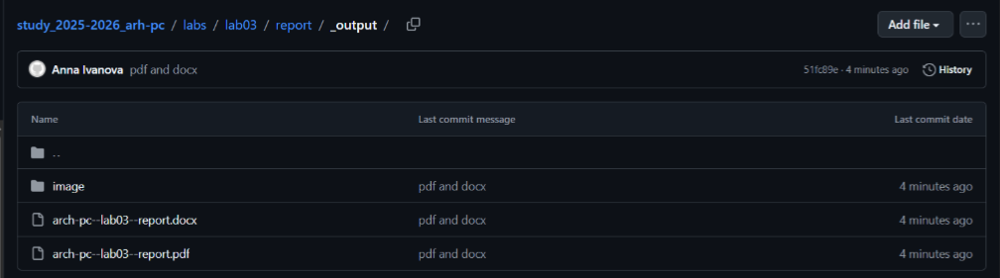 study_2025-2026_arh-pc / labs / lab03 / report / _output / Add file ...
Anna Ivanova pdf and docx 51fc89e · 4 minutes ago History
Name Last commit message Last commit date
..
image pdf and docx 4 minutes ago
arch-pc--lab03--report.docx pdf and docx 4 minutes ago
arch-pc--lab03--report.pdf pdf and docx 4 minutes ago